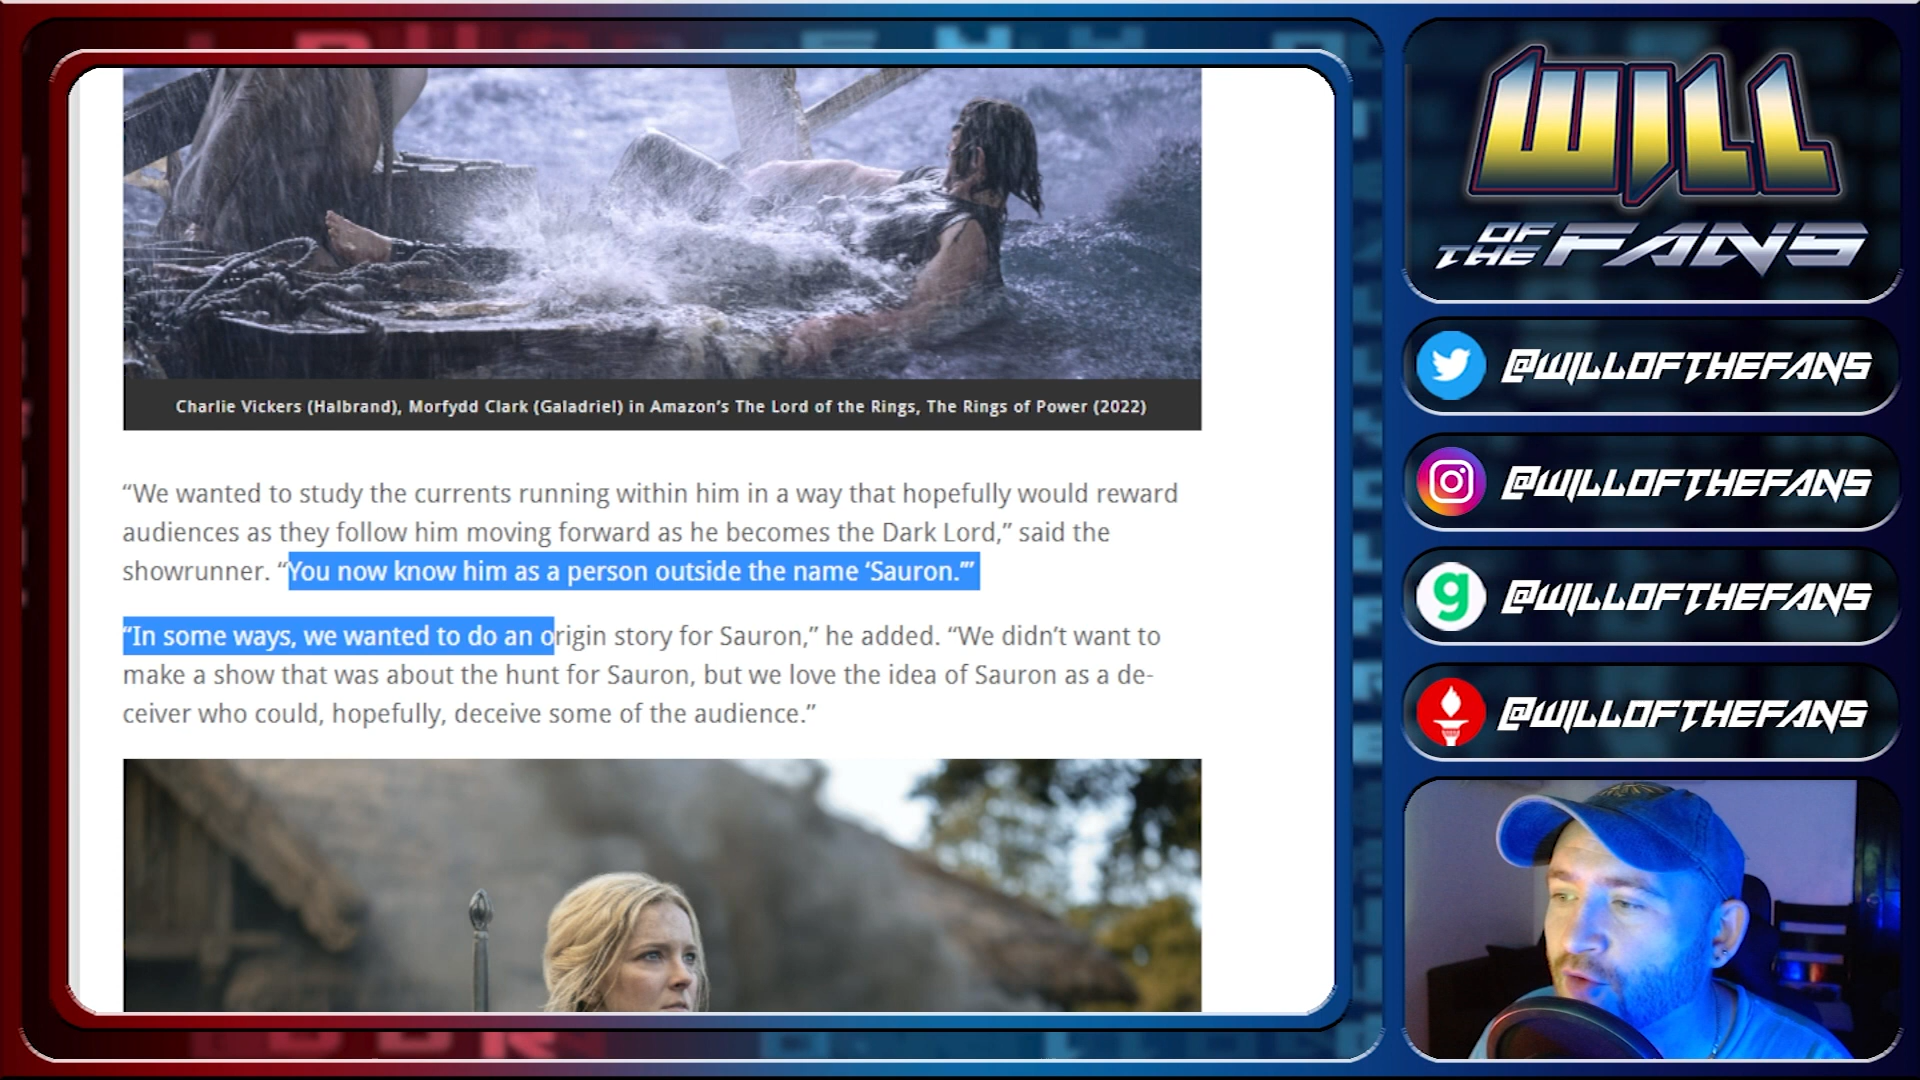 WILL
OF THE FANS
@WILLOFTHEFANS
@WILLOFTHEFANS
@WILLOFTHEFANS
@WILLOFTHEFANS
Charlie Vickers (Halbrand), Morfydd Clark (Galadriel) in Amazon’s The Lord of the Rings, The Rings of Power (2022)
“We wanted to study the currents running within him in a way that hopefully would reward
audiences as they follow him moving forward as he becomes the Dark Lord,” said the
showrunner. “You now know him as a person outside the name ‘Sauron.’”
“In some ways, we wanted to do an origin story for Sauron,” he added. “We didn’t want to
make a show that was about the hunt for Sauron, but we love the idea of Sauron as a de-
ceiver who could, hopefully, deceive some of the audience.”